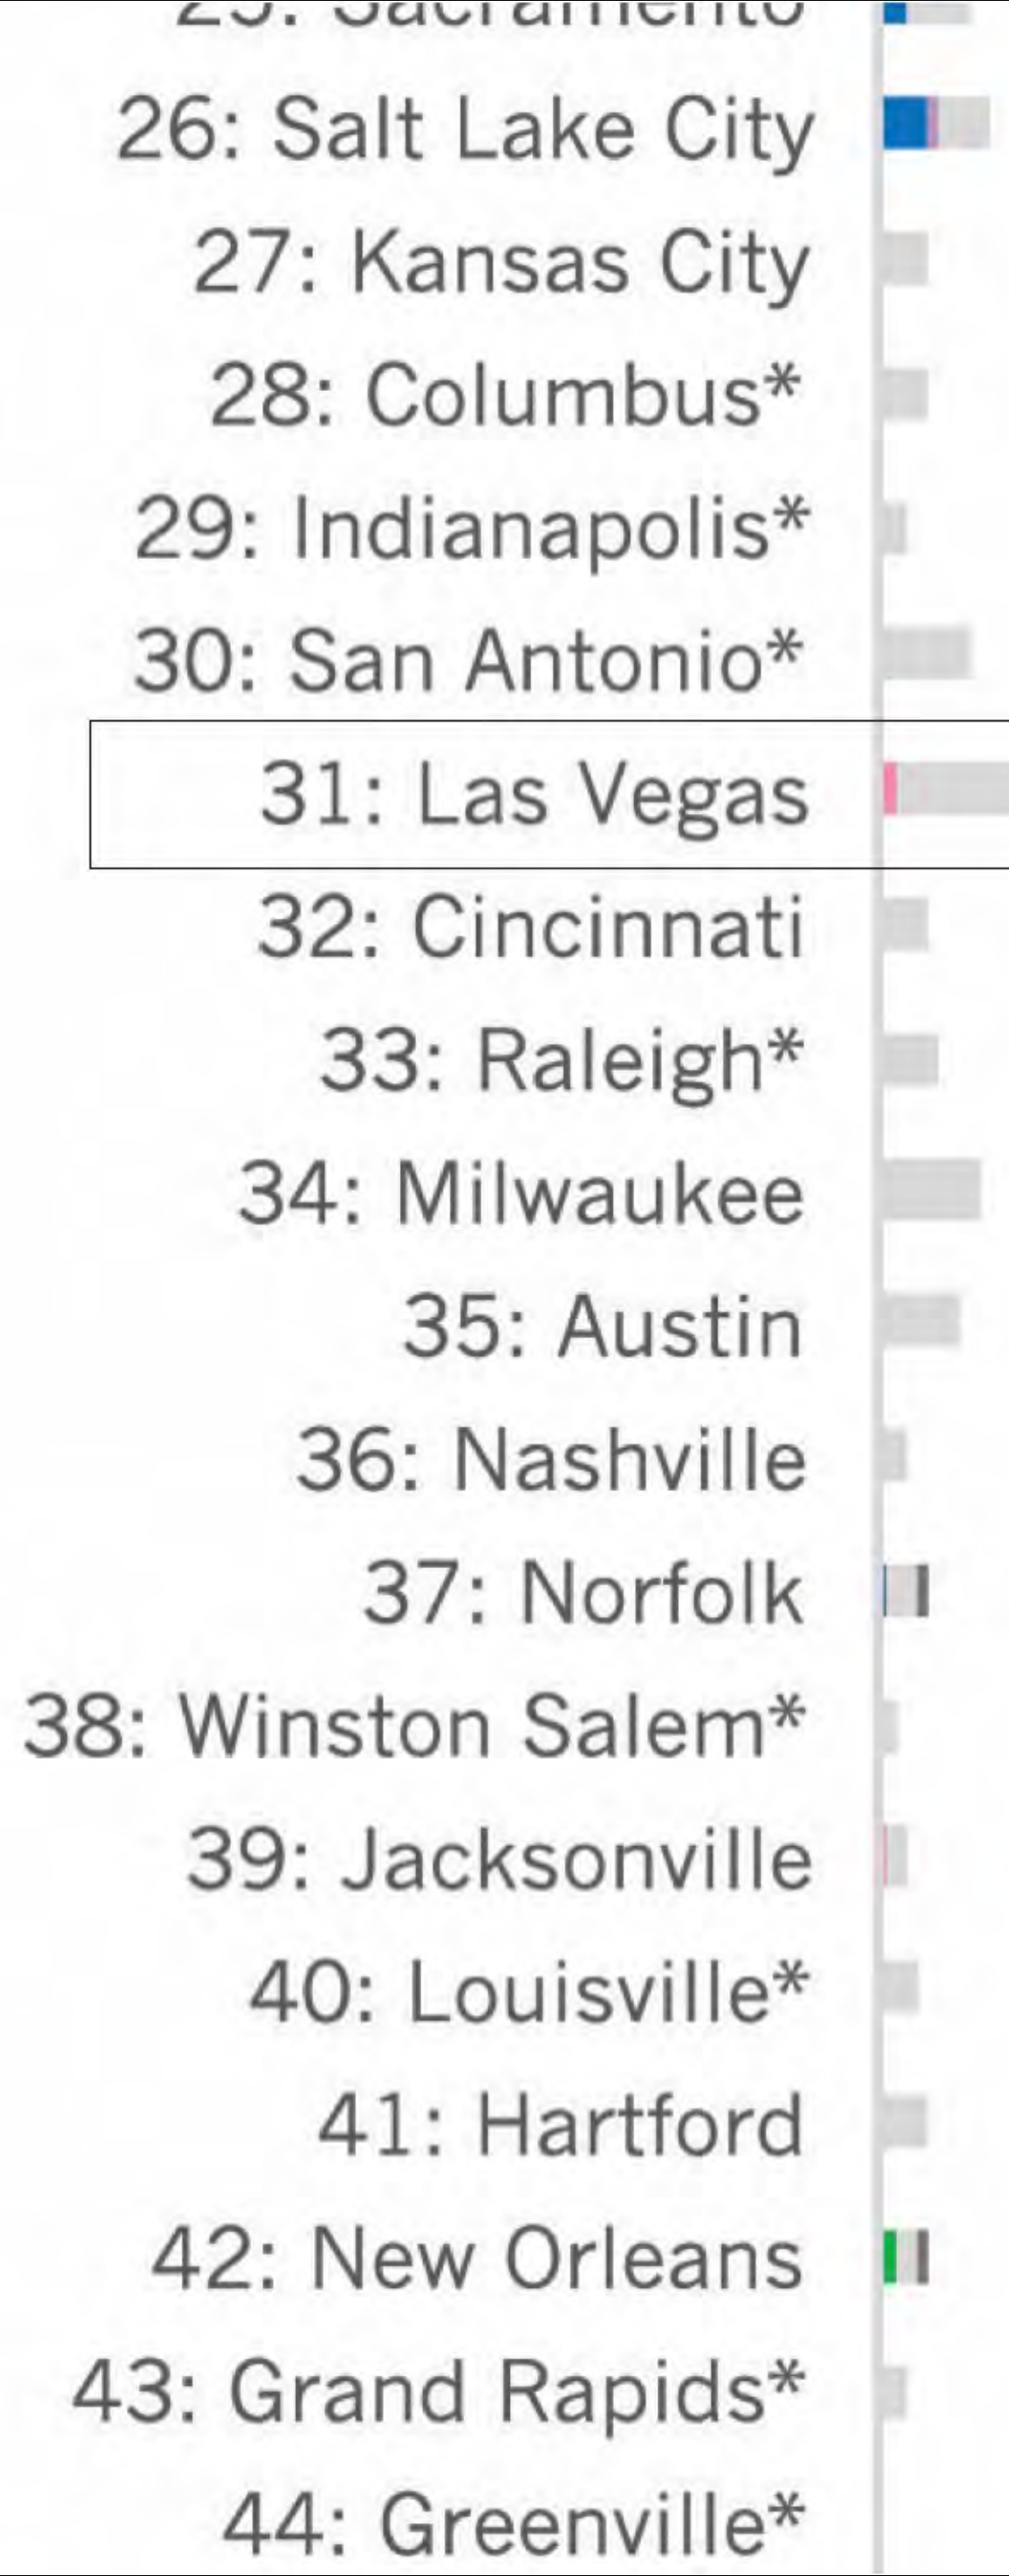 25: Sacramento
26: Salt Lake City
27: Kansas City
28: Columbus*
29: Indianapolis*
30: San Antonio*
31: Las Vegas
32: Cincinnati
33: Raleigh*
34: Milwaukee
35: Austin
36: Nashville
37: Norfolk
38: Winston Salem*
39: Jacksonville
40: Louisville*
41: Hartford
42: New Orleans
43: Grand Rapids*
44: Greenville*